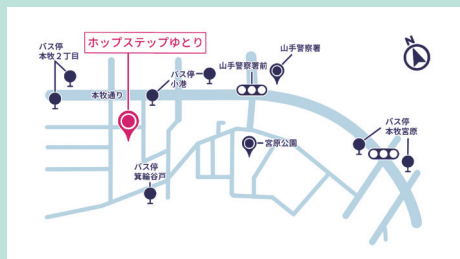 バス停
本牧２丁目
ホップステップゆとり
山手警察署
山手警察署前
バス停
小港
本牧通り
バス停
本牧宮原
宮原公園
バス停
箕輪谷戸
N